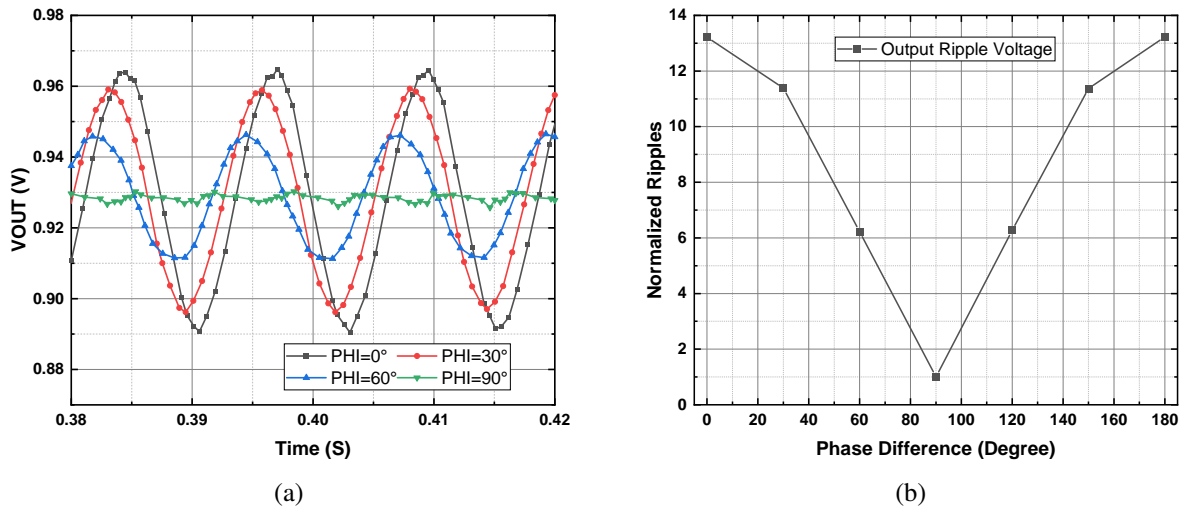 0.98
0.96
0.94
0.92
0.90
0.88
VOUT (V)
PHI=0° PHI=30°
PHI=60° PHI=90°
0.38 0.39 0.40 0.41 0.42
Time (S)
(a)
14
12
10
8
6
4
2
0
Normalized Ripples
Output Ripple Voltage
0 20 40 60 80 100 120 140 160 180
Phase Difference (Degree)
(b)